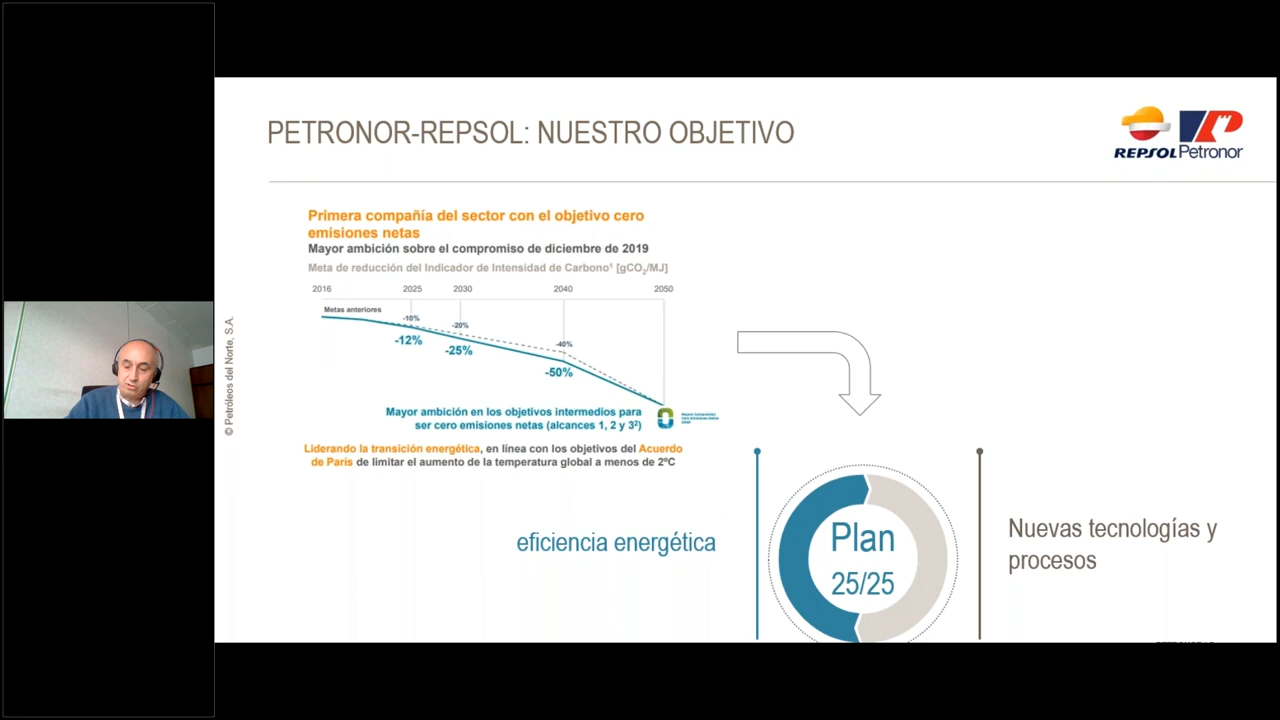 PETRONOR-REPSOL: NUESTRO OBJETIVO
REPSOL Petronor
Primera compañía del sector con el objetivo cero
emisiones netas
Mayor ambición sobre el compromiso de diciembre de 2019
Meta de reducción del Indicador de Intensidad de Carbono¹ [gCO₂/MJ]
2016 2025 2030 2040 2050
Metas anteriores
-10%
-20%
-40%
-12%
-25%
-50%
Mayor ambición en los objetivos intermedios para
ser cero emisiones netas (alcances 1, 2 y 3²)
Liderando la transición energética, en línea con los objetivos del Acuerdo
de París de limitar el aumento de la temperatura global a menos de 2ºC
© Petróleos del Norte, S.A.
eficiencia energética
Plan
25/25
Nuevas tecnologías y
procesos